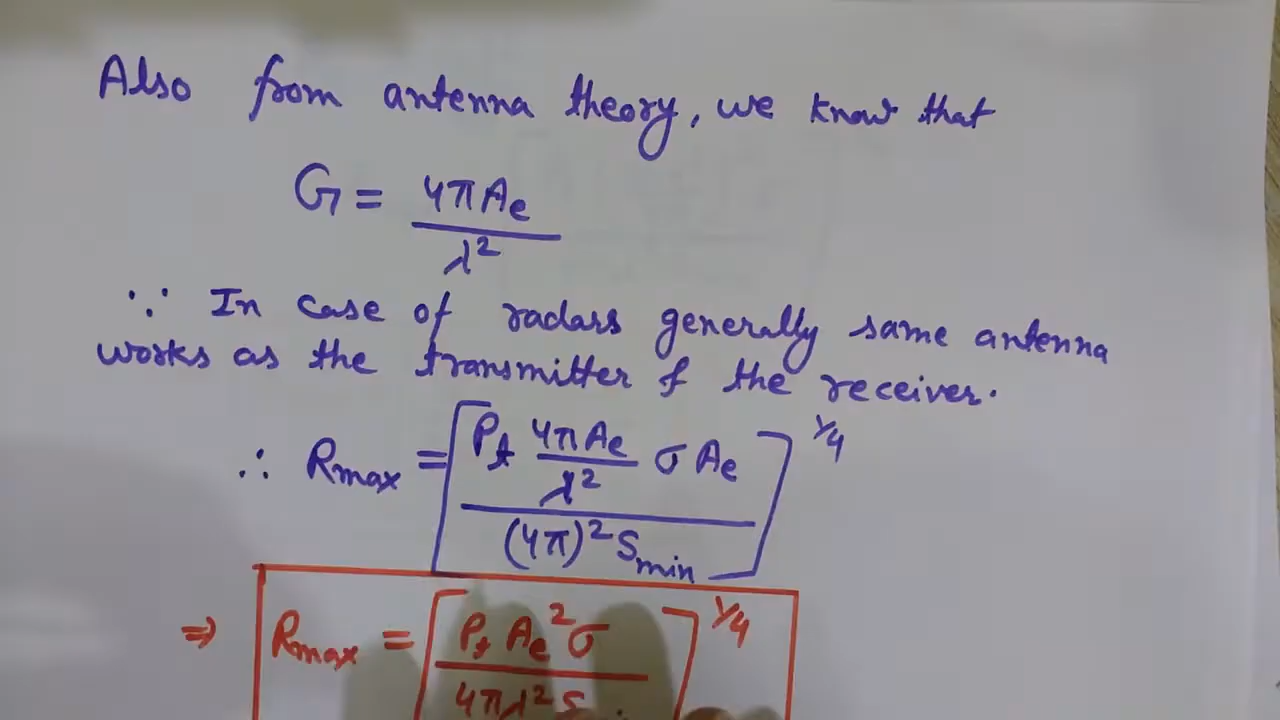 Also from antenna theory, we know that
G = 4πAe / λ²
∵ In case of radars generally same antenna
works as the transmitter & the receiver.
∴ Rmax = [Pt 4πAe/λ² σ Ae / (4π)² Smin]^1/4
⇒ Rmax = [Pt Ae² σ / 4πλ² S]^1/4